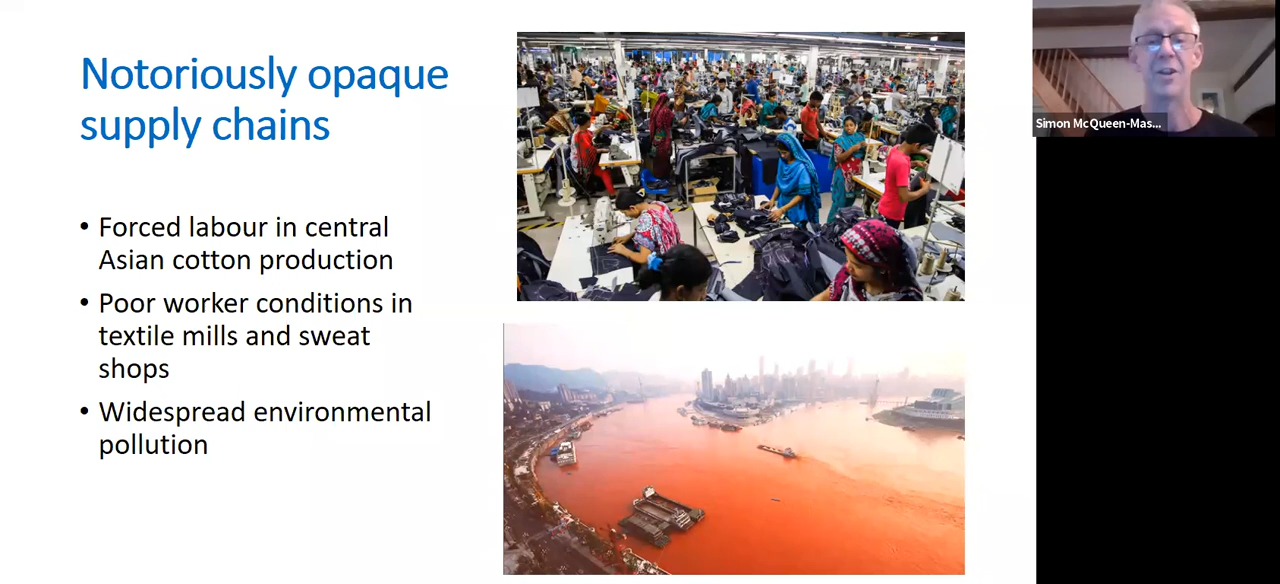 Notoriously opaque
supply chains
• Forced labour in central
Asian cotton production
• Poor worker conditions in
textile mills and sweat
shops
• Widespread environmental
pollution
Simon McQueen-Mas...